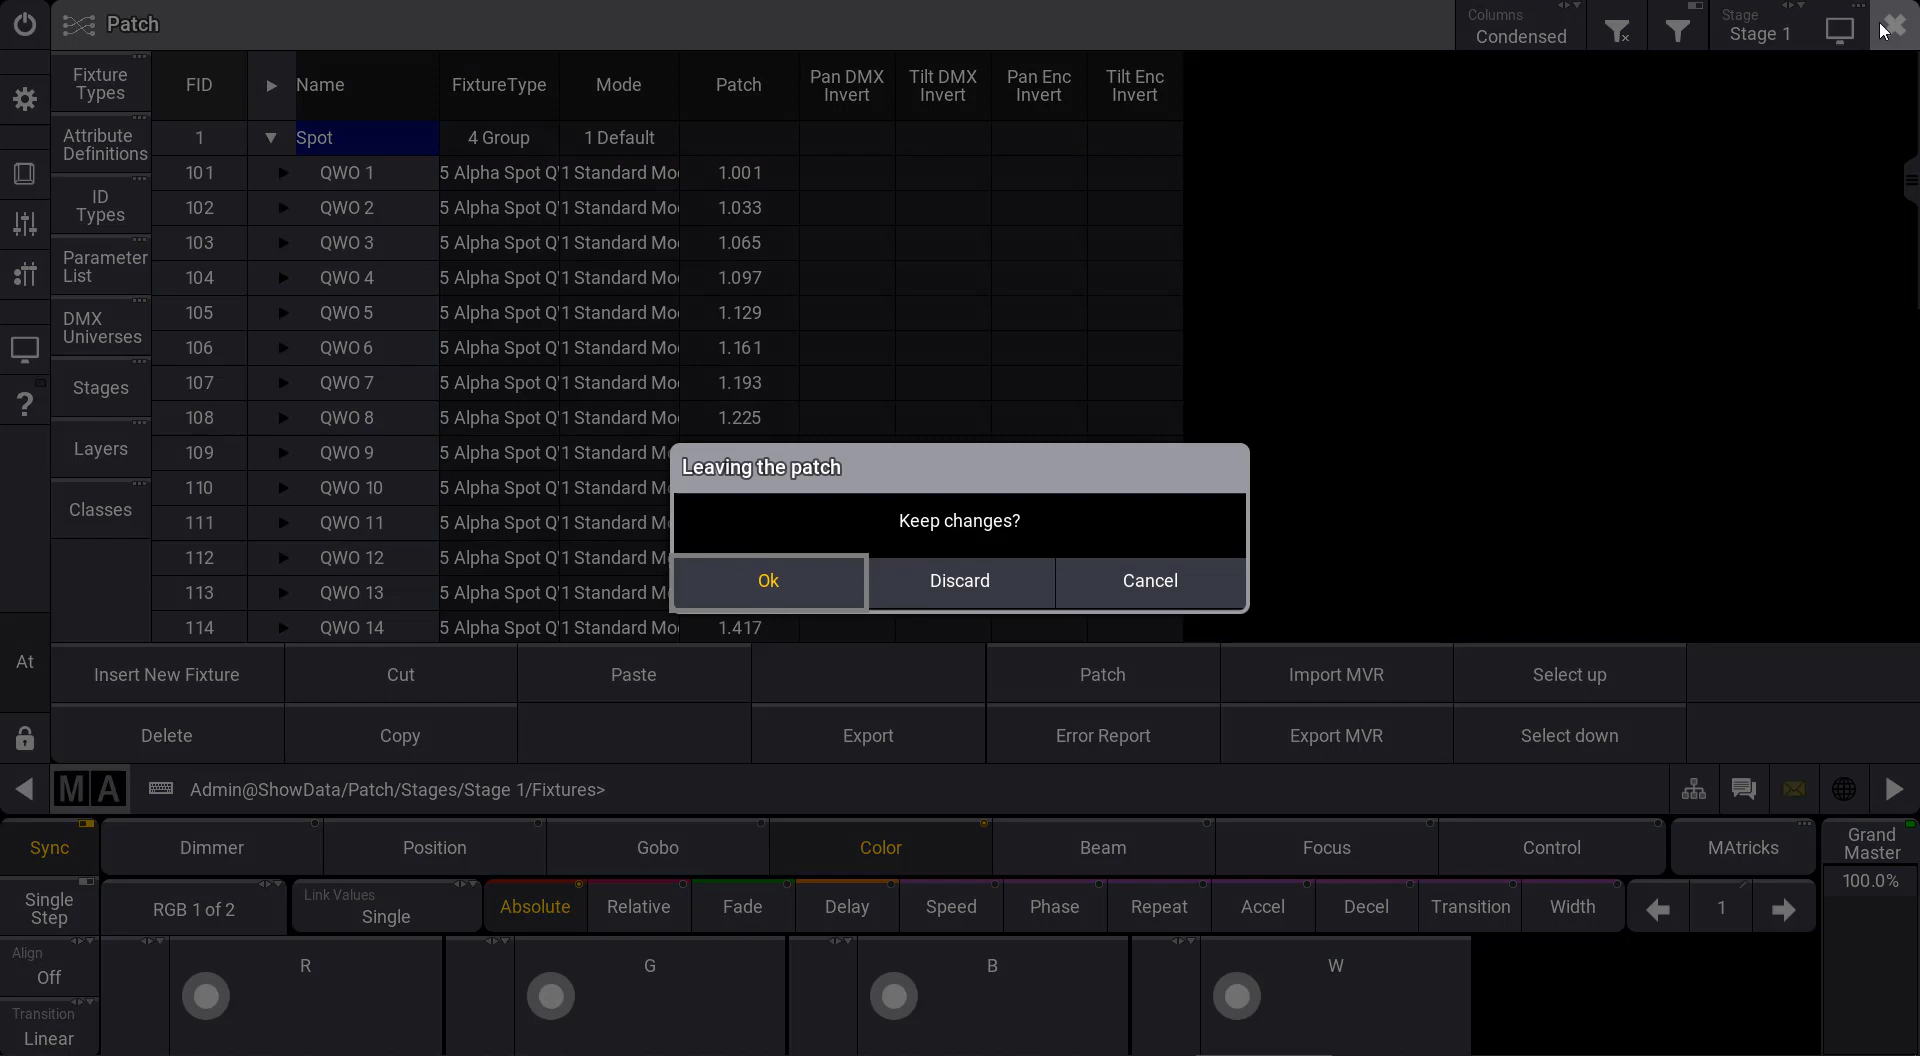 Patch
Columns
Condensed
Stage
Stage 1
Fixture
Types
Attribute
Definitions
ID
Types
Parameter
List
DMX
Universes
Stages
Layers
Classes
FID Name FixtureType Mode Patch Pan DMX Invert Tilt DMX Invert Pan Enc Invert Tilt Enc Invert
1 Spot 4 Group 1 Default
101 QWO 1 5 Alpha Spot Q' 1 Standard Mo 1.001
102 QWO 2 5 Alpha Spot Q' 1 Standard Mo 1.033
103 QWO 3 5 Alpha Spot Q' 1 Standard Mo 1.065
104 QWO 4 5 Alpha Spot Q' 1 Standard Mo 1.097
105 QWO 5 5 Alpha Spot Q' 1 Standard Mo 1.129
106 QWO 6 5 Alpha Spot Q' 1 Standard Mo 1.161
107 QWO 7 5 Alpha Spot Q' 1 Standard Mo 1.193
108 QWO 8 5 Alpha Spot Q' 1 Standard Mo 1.225
109 QWO 9 5 Alpha Spot Q' 1 Standard M
110 QWO 10 5 Alpha Spot Q' 1 Standard M
111 QWO 11 5 Alpha Spot Q' 1 Standard M
112 QWO 12 5 Alpha Spot Q' 1 Standard M
113 QWO 13 5 Alpha Spot Q' 1 Standard M
114 QWO 14 5 Alpha Spot Q' 1 Standard Mo 1.417
Leaving the patch
Keep changes?
Ok Discard Cancel
At
Insert New Fixture Cut Paste Patch Import MVR Select up
Delete Copy Export Error Report Export MVR Select down
MA Admin@ShowData/Patch/Stages/Stage 1/Fixtures>
Sync Dimmer Position Gobo Color Beam Focus Control MAtricks
Grand
Master
100.0%
Single
Step
RGB 1 of 2
Link Values
Single
Absolute Relative Fade Delay Speed Phase Repeat Accel Decel Transition Width 1
Align
Off
R G B W
Transition
Linear